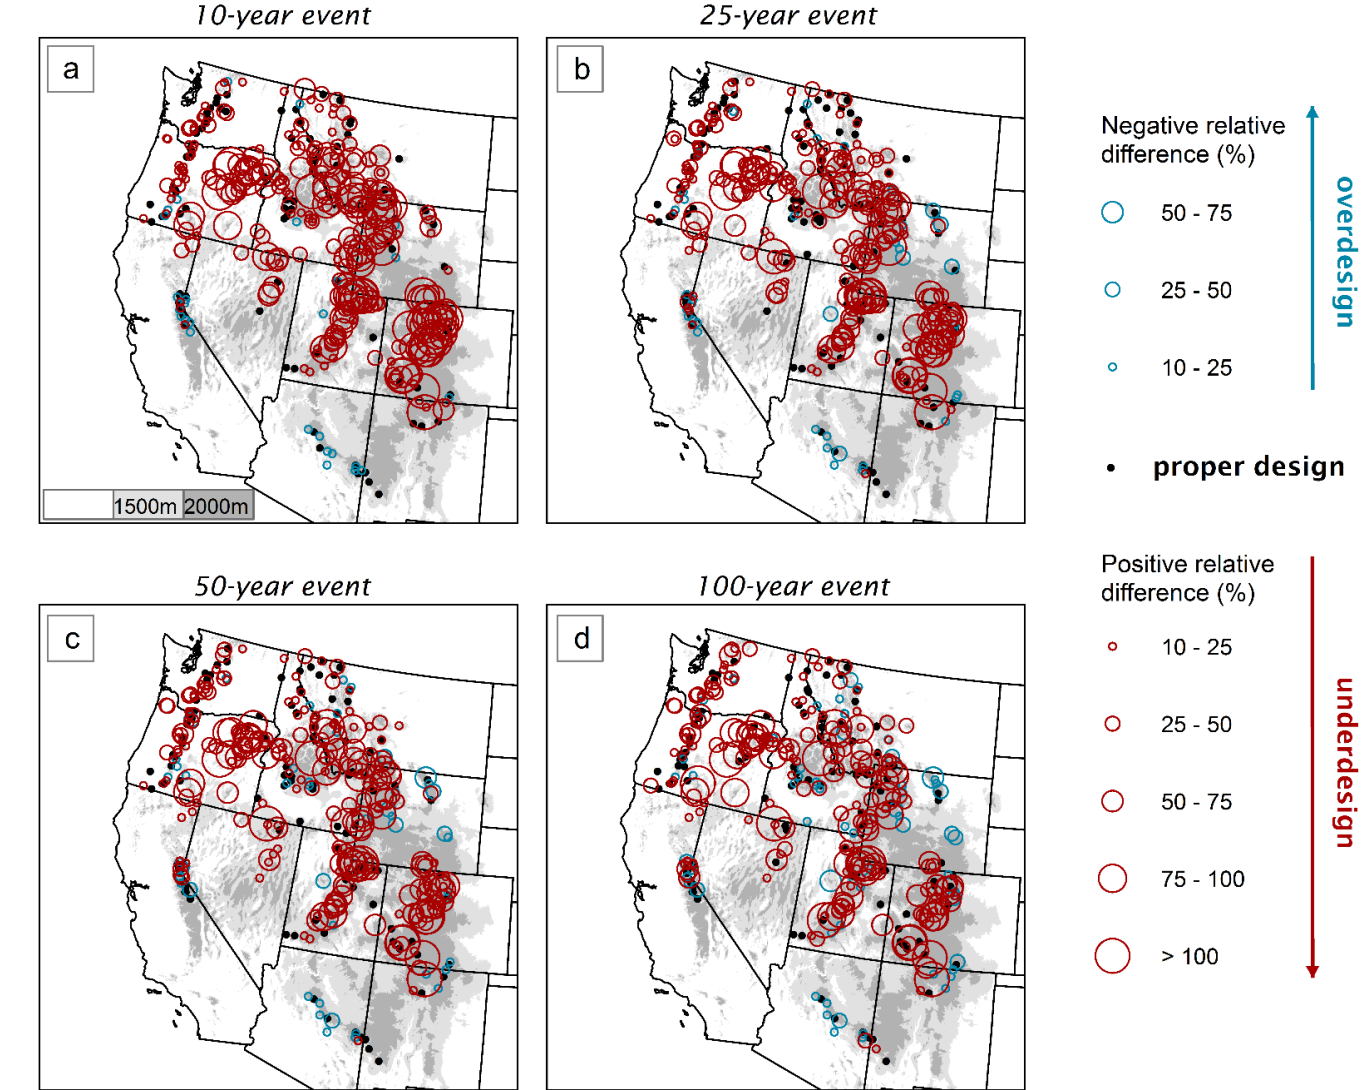 10-year event
25-year event
a
b
1500m 2000m
50-year event
100-year event
c
d
Negative relative
difference (%)
50 - 75
25 - 50
10 - 25
overdesign
proper design
Positive relative
difference (%)
10 - 25
25 - 50
50 - 75
75 - 100
> 100
underdesign